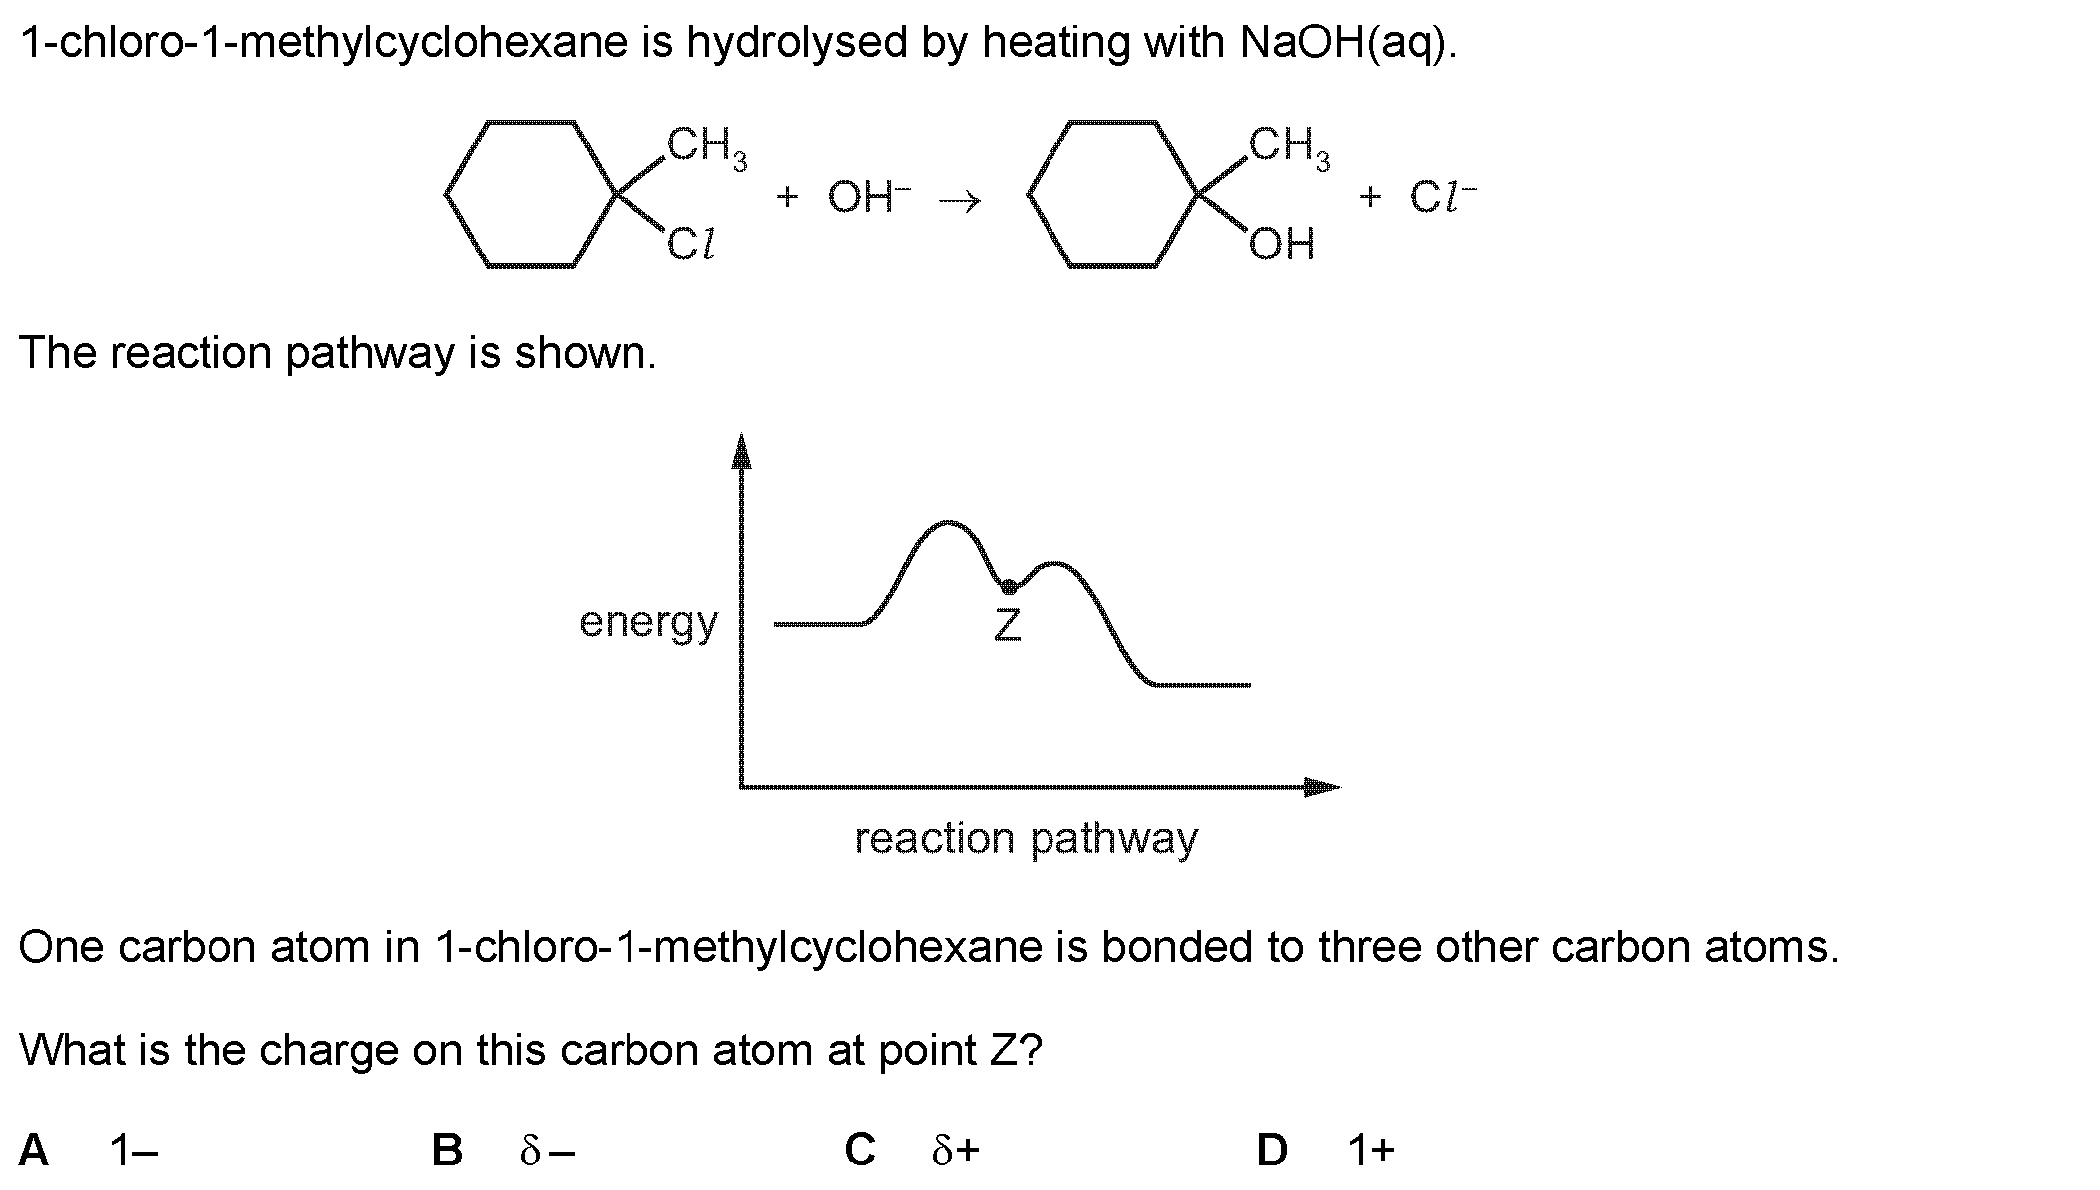 1-chloro-1-methylcyclohexane is hydrolysed by heating with NaOH(aq).
CH₃ CH₃
+ OH⁻ → + Cl⁻
Cl OH
The reaction pathway is shown.
energy
Z
reaction pathway
One carbon atom in 1-chloro-1-methylcyclohexane is bonded to three other carbon atoms.
What is the charge on this carbon atom at point Z?
A 1– B δ– C δ+ D 1+